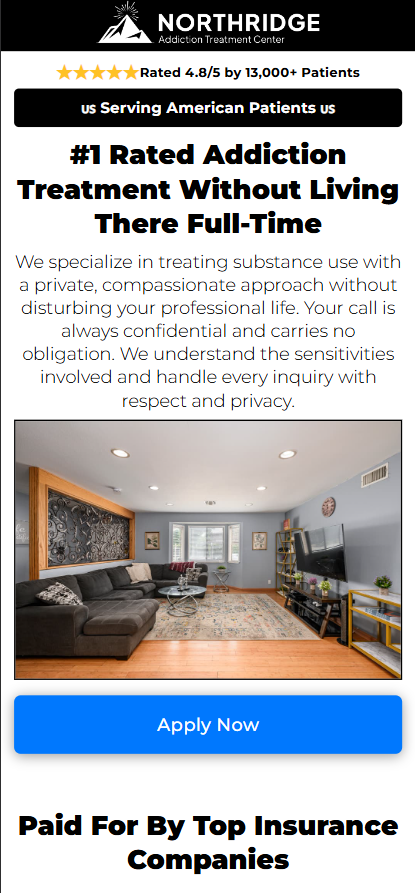 NORTHRIDGE
Addiction Treatment Center
Rated 4.8/5 by 13,000+ Patients
us Serving American Patients us
#1 Rated Addiction
Treatment Without Living
There Full-Time
We specialize in treating substance use with
a private, compassionate approach without
disturbing your professional life. Your call is
always confidential and carries no
obligation. We understand the sensitivities
involved and handle every inquiry with
respect and privacy.
Apply Now
Paid For By Top Insurance
Companies